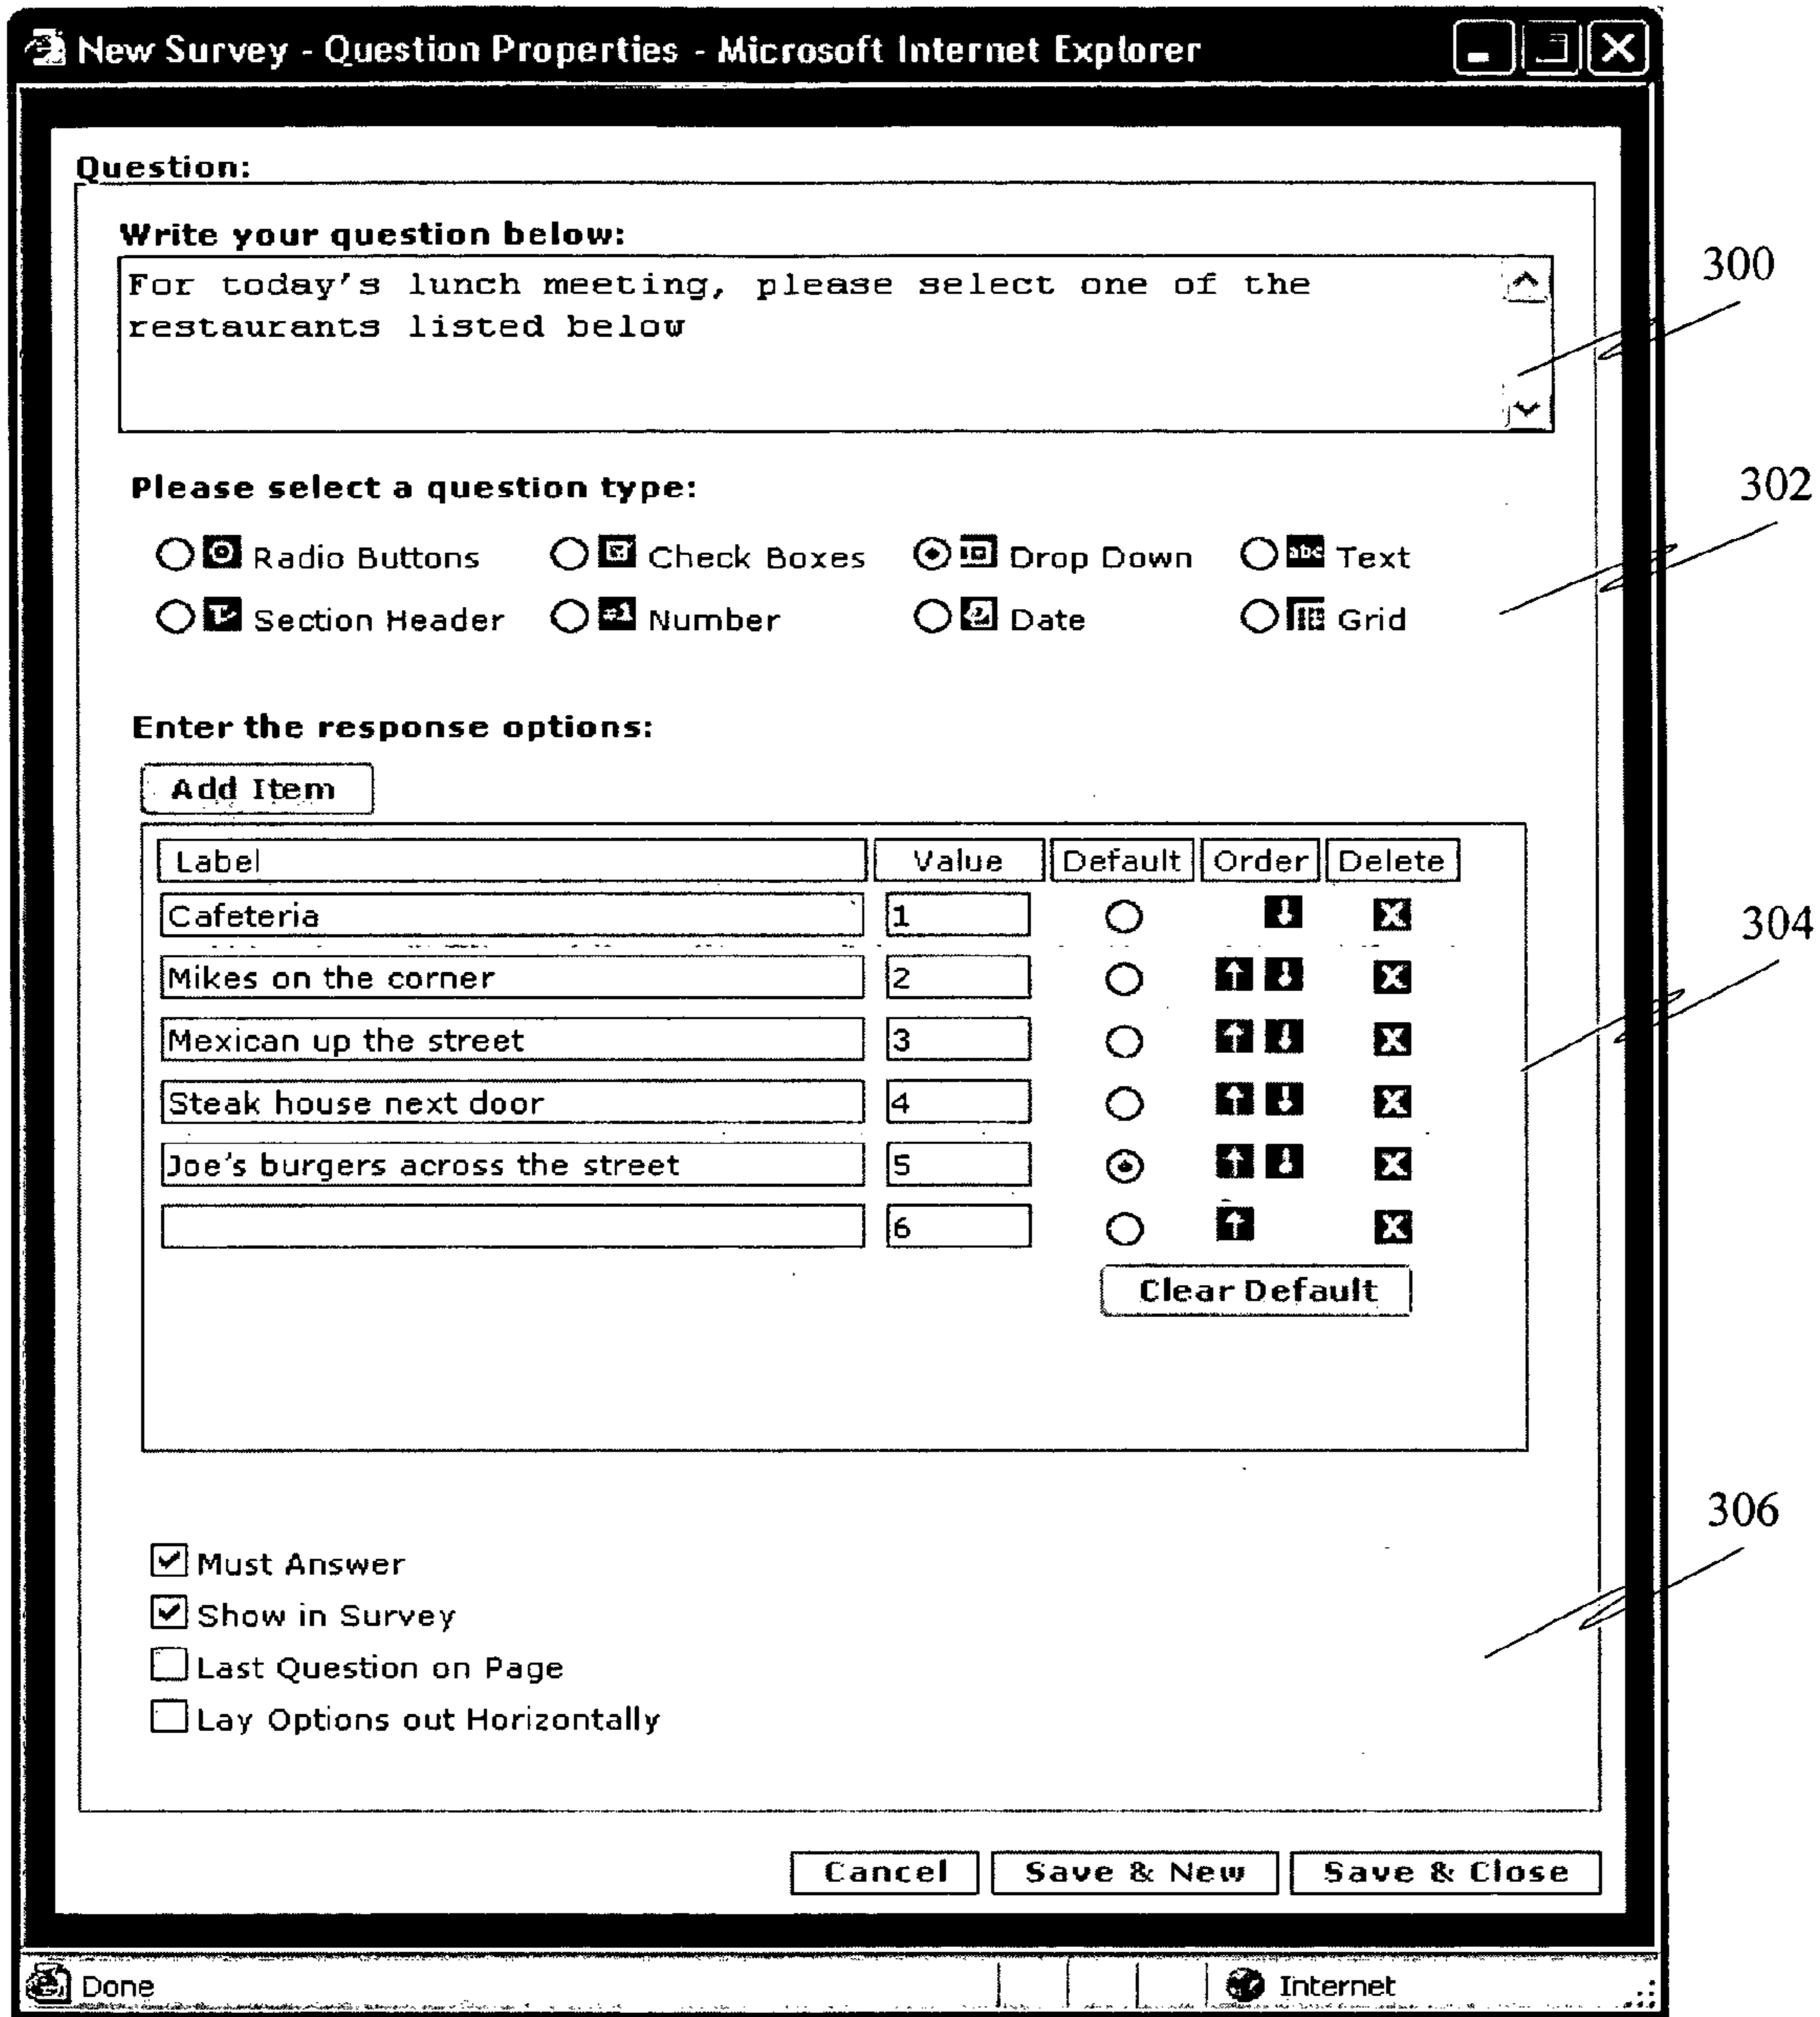 New Survey - Question Properties - Microsoft Internet Explorer
Question:
Write your question below:
For today's lunch meeting, please select one of the
restaurants listed below
300
Please select a question type:
302
Radio Buttons Check Boxes Drop Down abc Text
Section Header #1 Number Date Grid
Enter the response options:
Add Item
Label Value Default Order Delete
Cafeteria 1
304
Mikes on the corner 2
Mexican up the street 3
Steak house next door 4
Joe's burgers across the street 5
6
Clear Default
306
Must Answer
Show in Survey
Last Question on Page
Lay Options out Horizontally
Cancel Save & New Save & Close
Done Internet